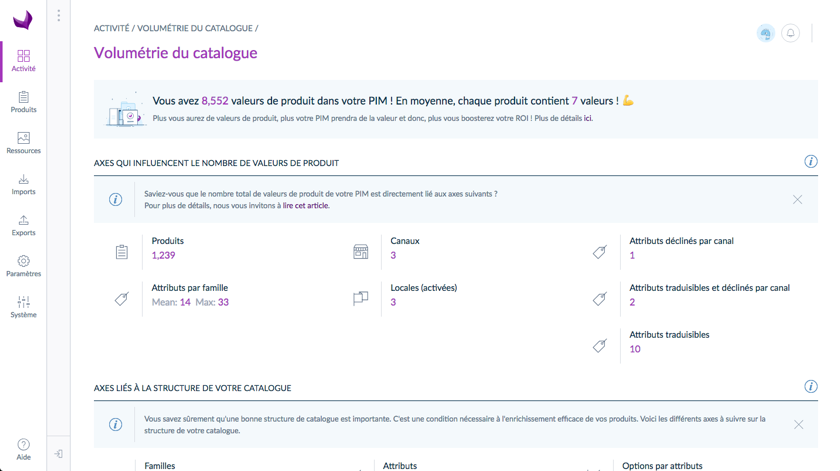 ACTIVITÉ / VOLUMÉTRIE DU CATALOGUE /
Volumétrie du catalogue
Activité
Produits
Ressources
Imports
Exports
Paramètres
Système
Aide
Vous avez 8,552 valeurs de produit dans votre PIM ! En moyenne, chaque produit contient 7 valeurs ! 💪
Plus vous aurez de valeurs de produit, plus votre PIM prendra de la valeur et donc, plus vous boosterez votre ROI ! Plus de détails ici.
AXES QUI INFLUENCENT LE NOMBRE DE VALEURS DE PRODUIT
Saviez-vous que le nombre total de valeurs de produit de votre PIM est directement lié aux axes suivants ?
Pour plus de détails, nous vous invitons à lire cet article.
Produits
1,239
Canaux
3
Attributs déclinés par canal
1
Attributs par famille
Mean: 14 Max: 33
Locales (activées)
3
Attributs traduisibles et déclinés par canal
2
Attributs traduisibles
10
AXES LIÉS À LA STRUCTURE DE VOTRE CATALOGUE
Vous savez sûrement qu'une bonne structure de catalogue est importante. C'est une condition nécessaire à l'enrichissement efficace de vos produits. Voici les différents axes à suivre sur la
structure de votre catalogue.
Familles
Attributs
Options par attributs